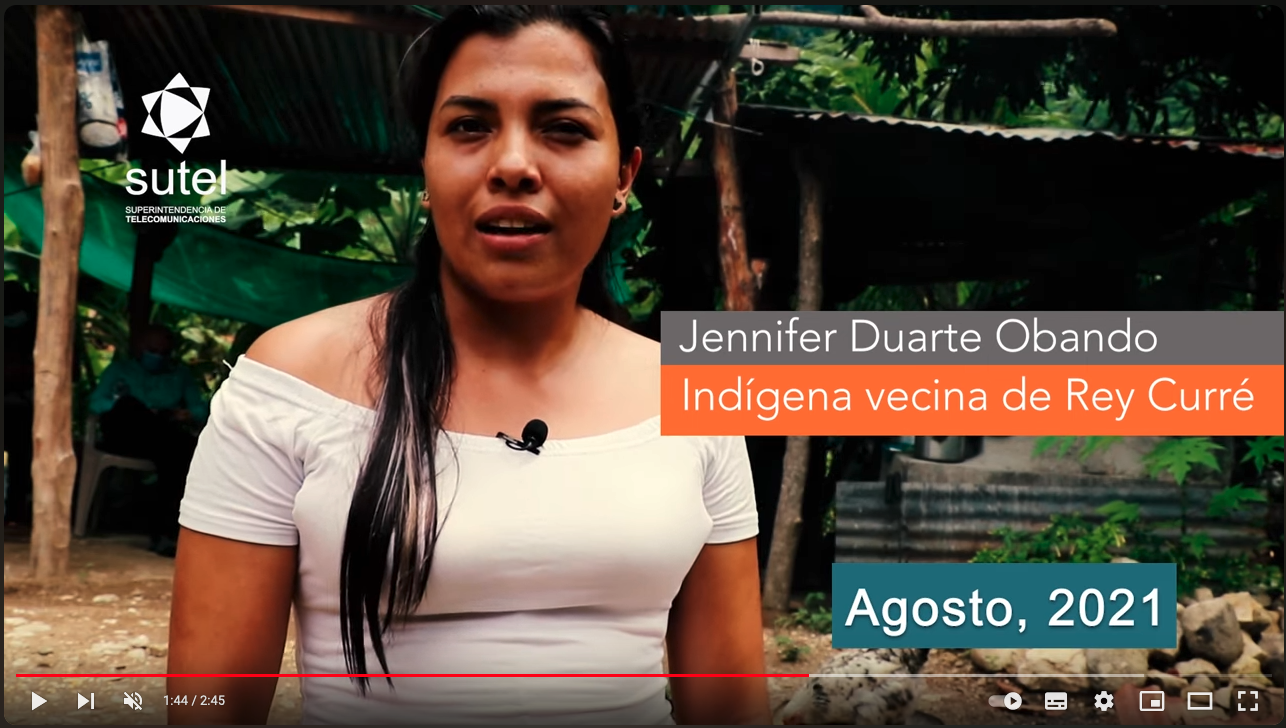 sutel
SUPERINTENDENCIA DE
TELECOMUNICACIONES
Jennifer Duarte Obando
Indígena vecina de Rey Curré
Agosto, 2021
1:44 / 2:45